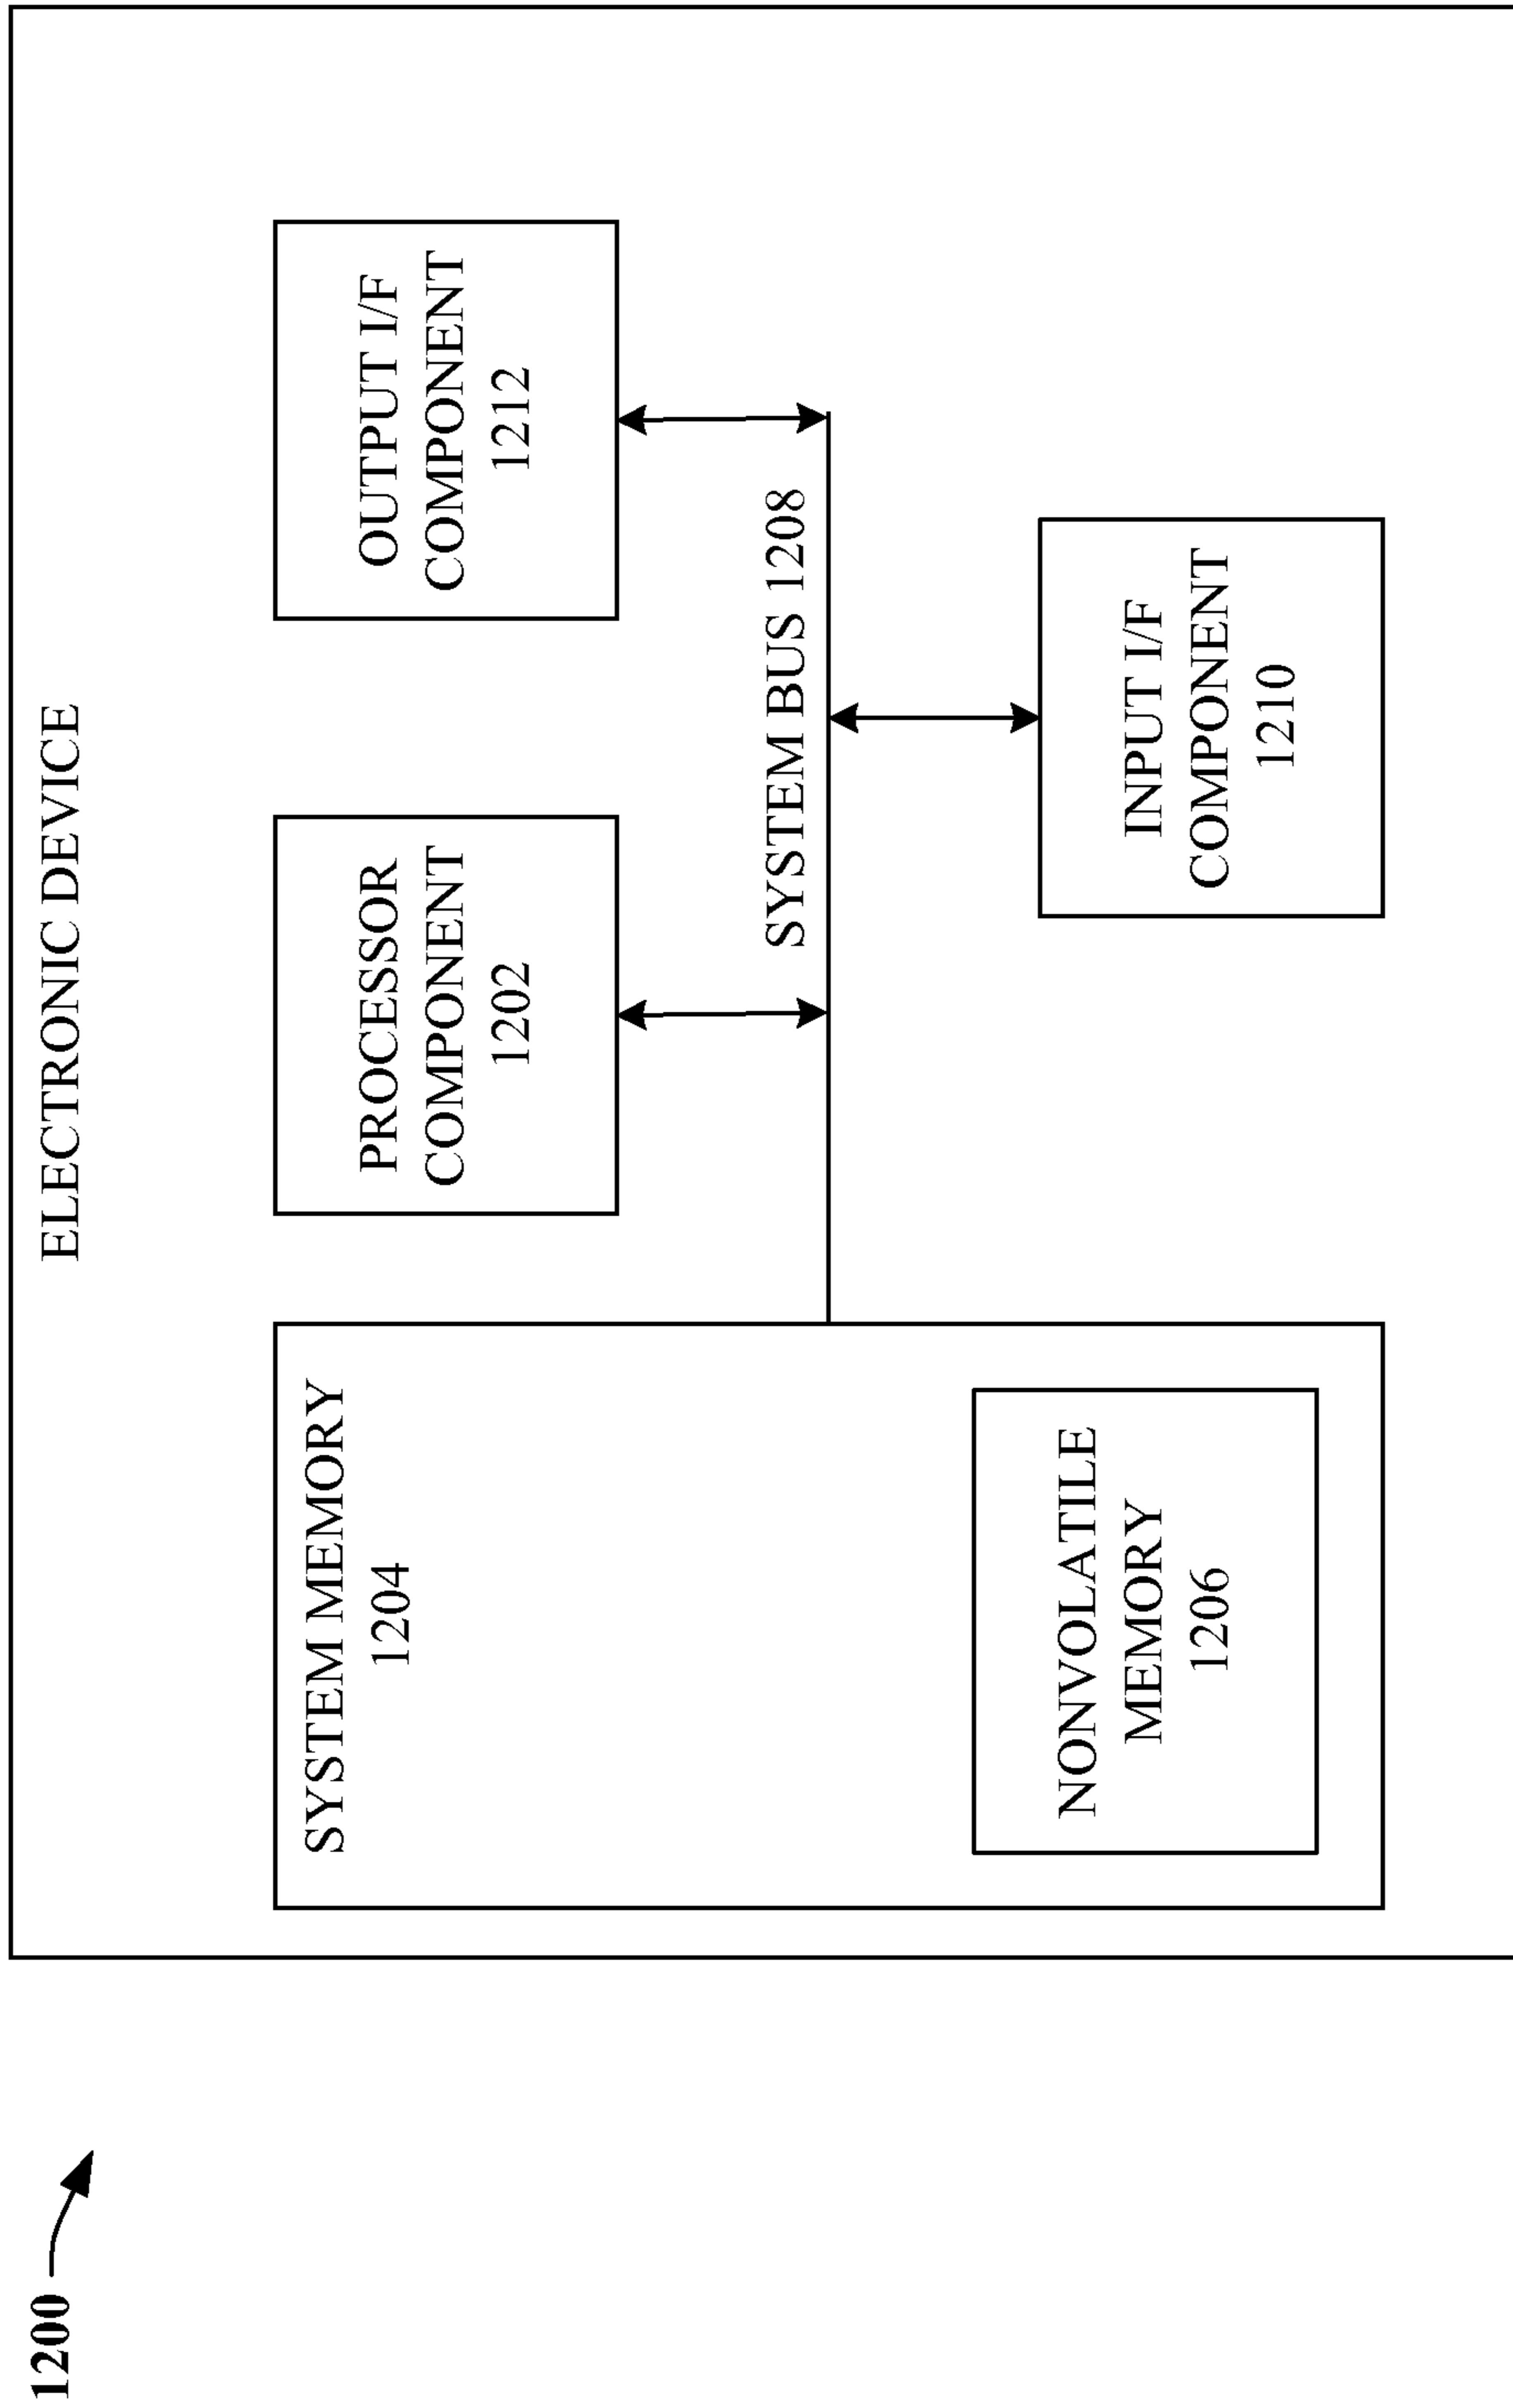 1200
ELECTRONIC DEVICE
SYSTEM MEMORY
1204
PROCESSOR
COMPONENT
1202
OUTPUT I/F
COMPONENT
1212
SYSTEM BUS 1208
NONVOLATILE
MEMORY
1206
INPUT I/F
COMPONENT
1210